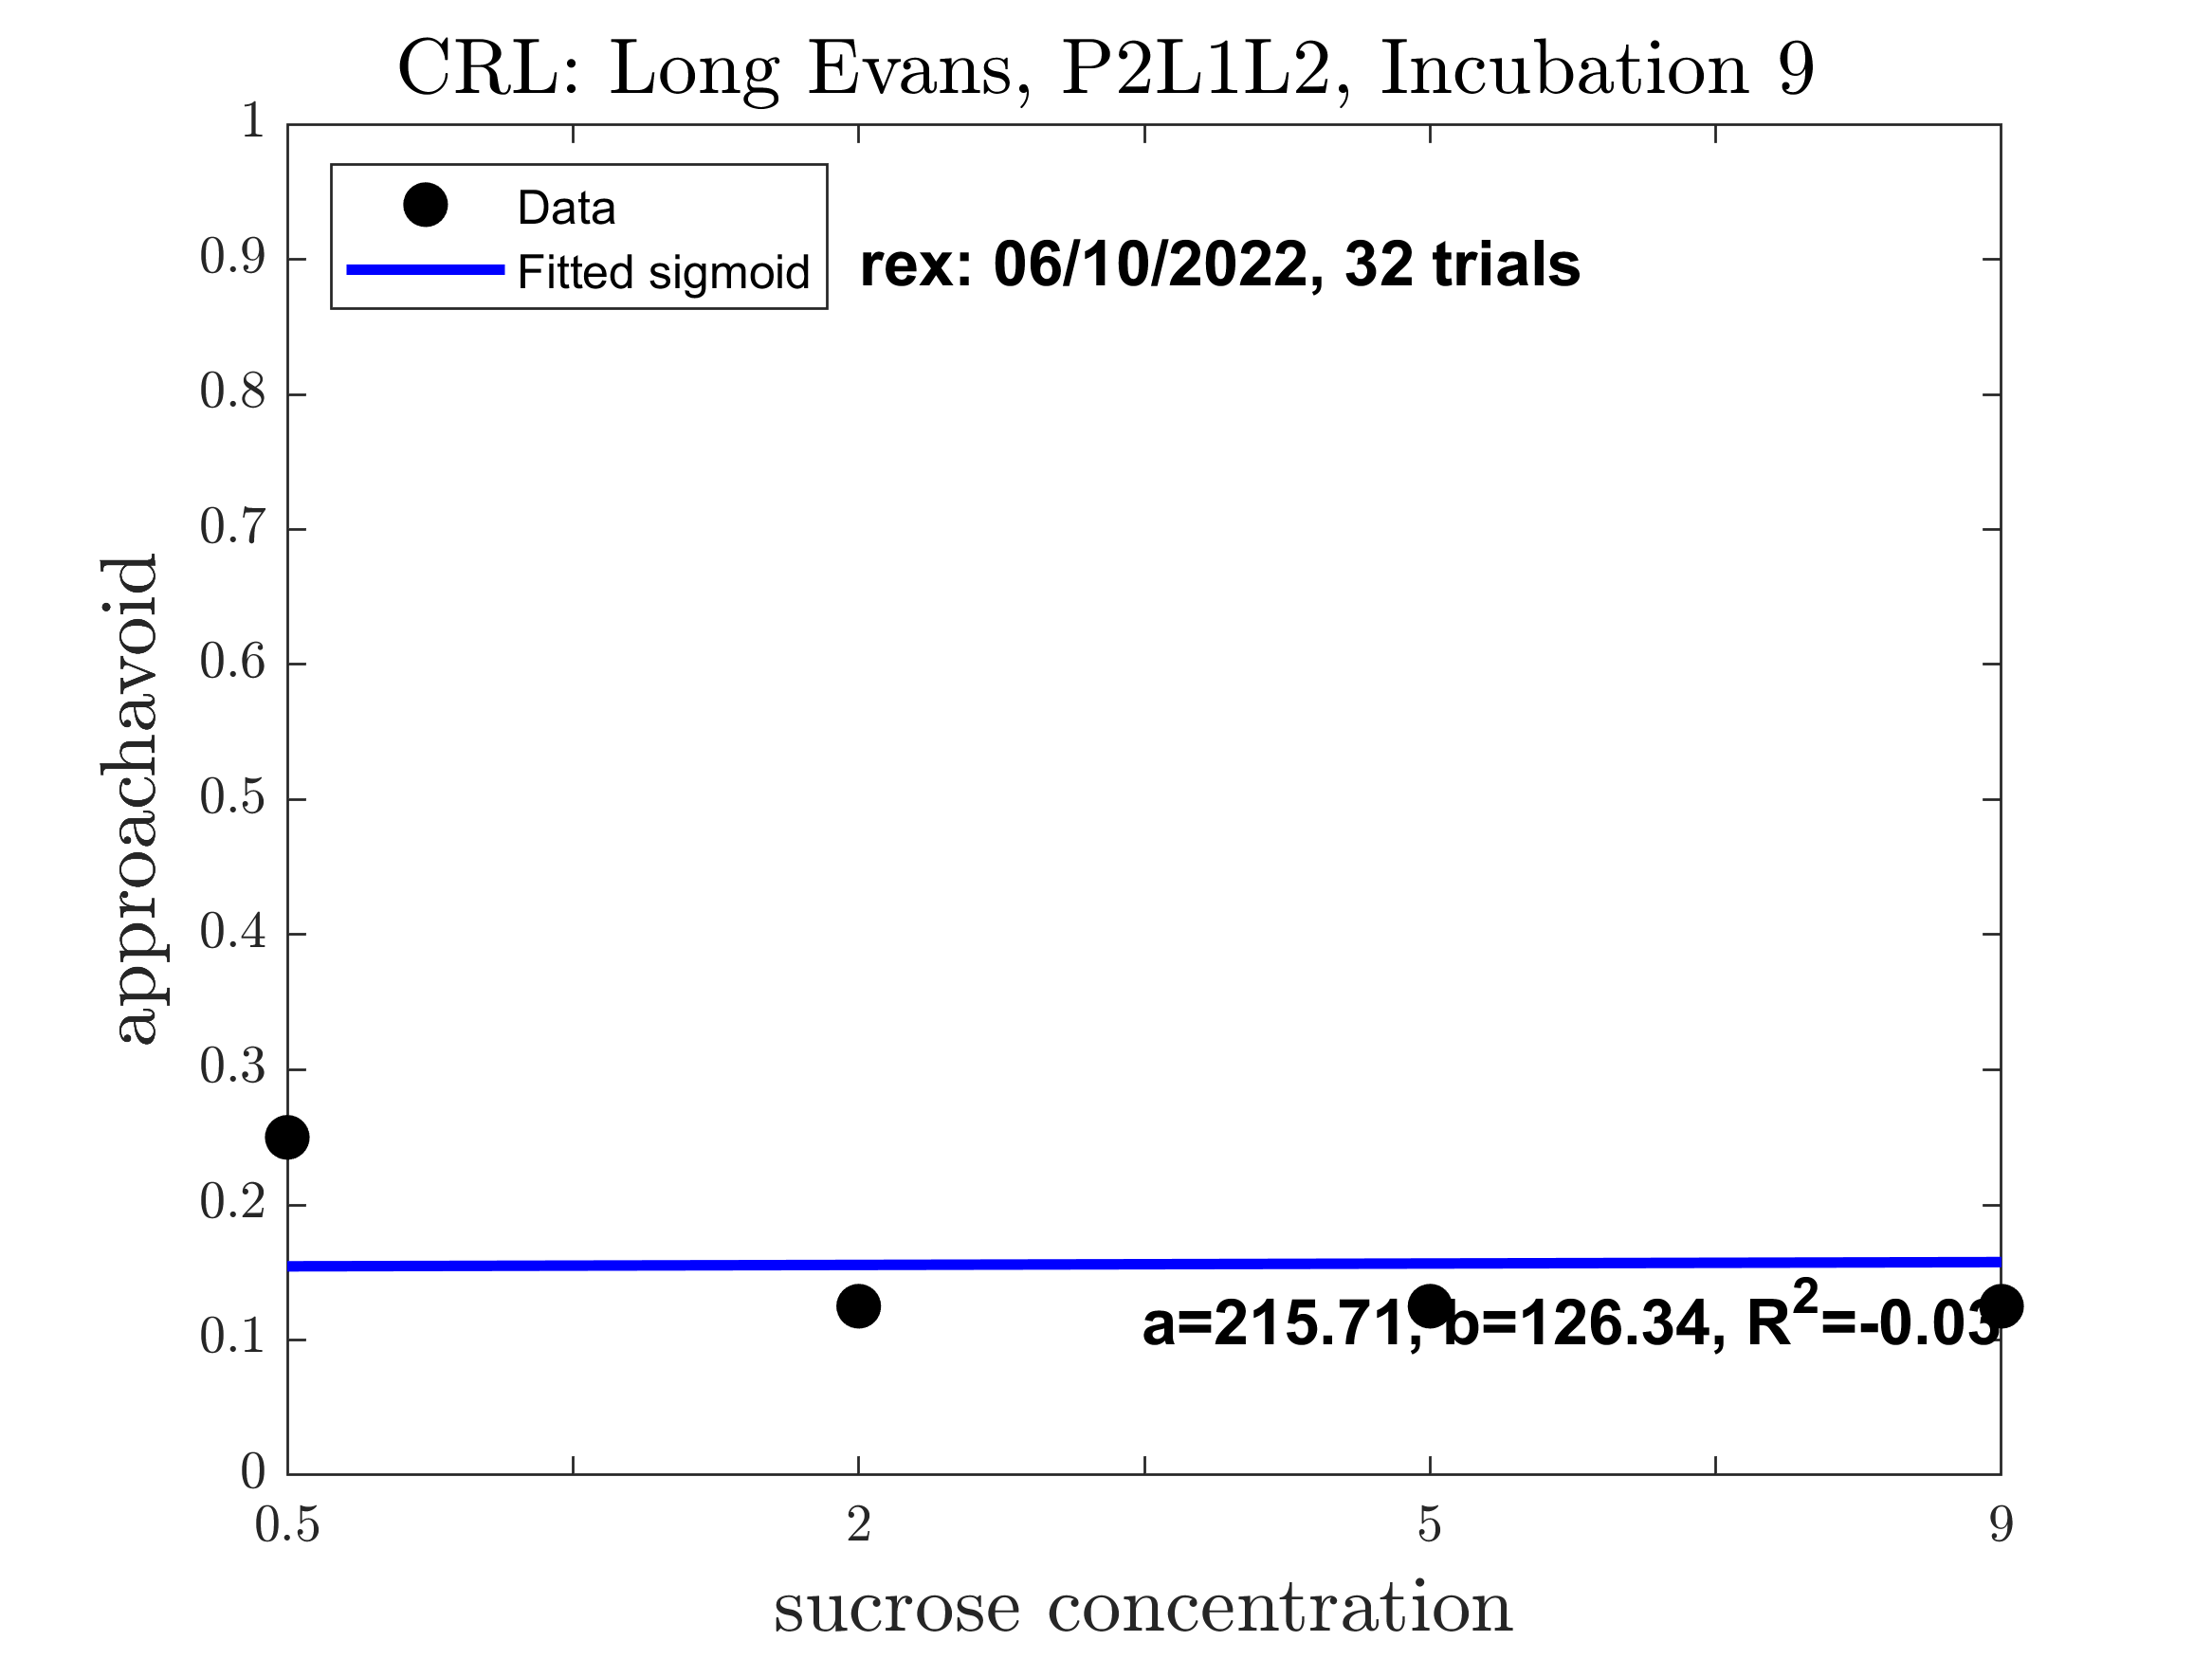 CRL: Long Evans, P2L1L2, Incubation 9
1
Data
Fitted sigmoid
rex: 06/10/2022, 32 trials
0.9
0.8
0.7
0.6
0.5
0.4
0.3
0.2
0.1
0
approachavoid
a=215.71, b=126.34, R²=-0.03
0.5 2 5 9
sucrose concentration